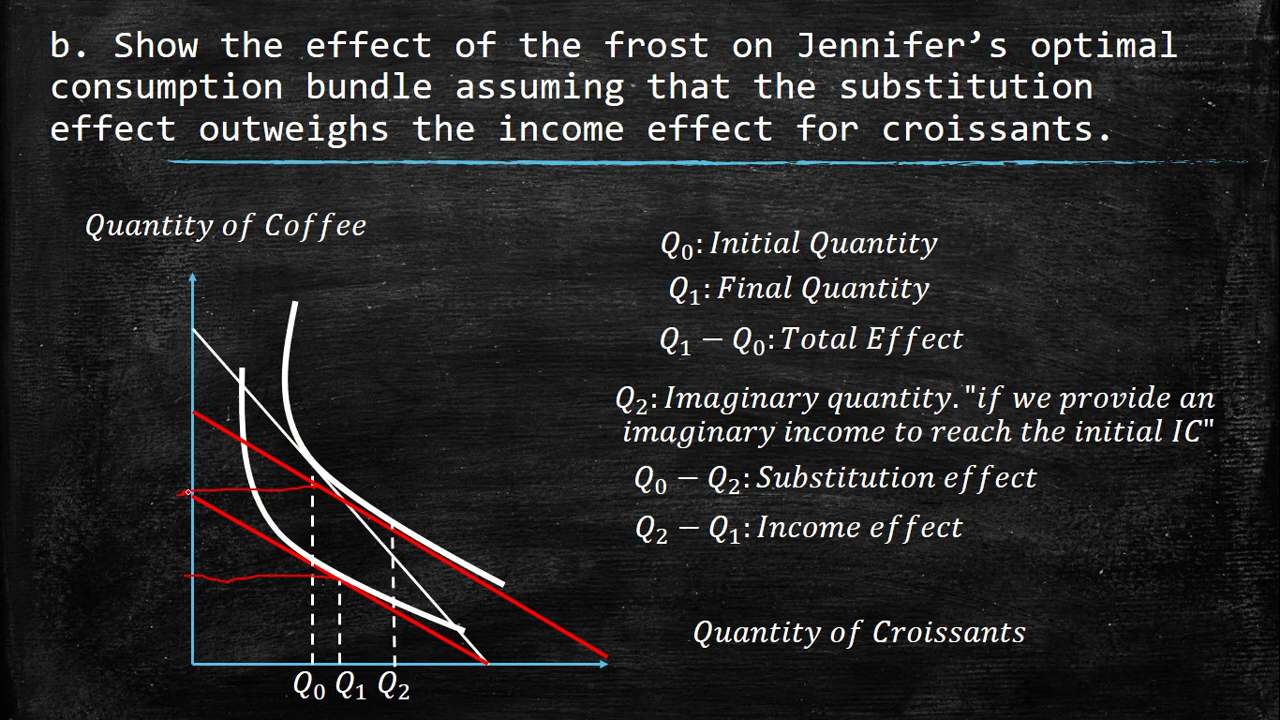 b. Show the effect of the frost on Jennifer’s optimal
consumption bundle assuming that the substitution
effect outweighs the income effect for croissants.
Quantity of Coffee
Q₀: Initial Quantity
Q₁: Final Quantity
Q₁ − Q₀: Total Effect
Q₂: Imaginary quantity. "if we provide an
imaginary income to reach the initial IC"
Q₀ − Q₂: Substitution effect
Q₂ − Q₁: Income effect
Quantity of Croissants
Q₀ Q₁ Q₂